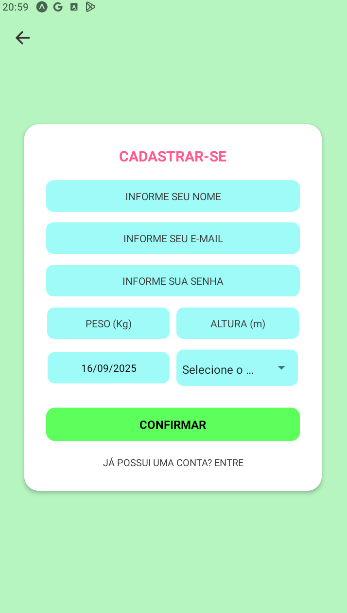 20:59
CADASTRAR-SE
INFORME SEU NOME
INFORME SEU E-MAIL
INFORME SUA SENHA
PESO (Kg) ALTURA (m)
16/09/2025 Selecione o ...
CONFIRMAR
JÁ POSSUI UMA CONTA? ENTRE